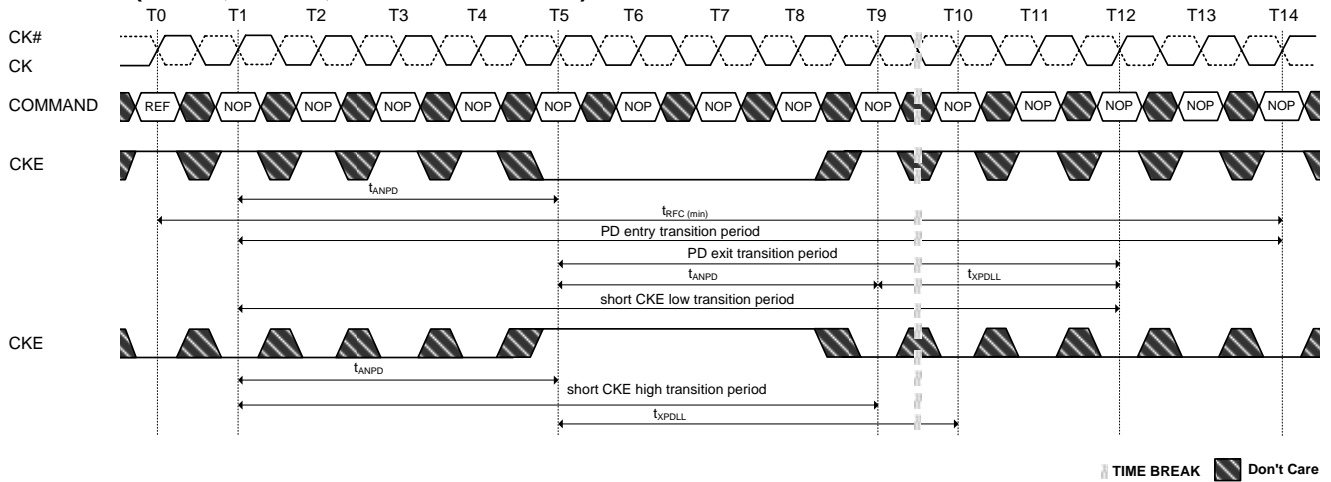 T0 T1 T2 T3 T4 T5 T6 T7 T8 T9 T10 T11 T12 T13 T14
CK#
CK
COMMAND REF NOP NOP NOP NOP NOP NOP NOP NOP NOP NOP NOP NOP NOP NOP
CKE
tANPD
tRFC (min)
PD entry transition period
PD exit transition period
tANPD tXPDLL
short CKE low transition period
CKE
tANPD
short CKE high transition period
tXPDLL
TIME BREAK Don't Care